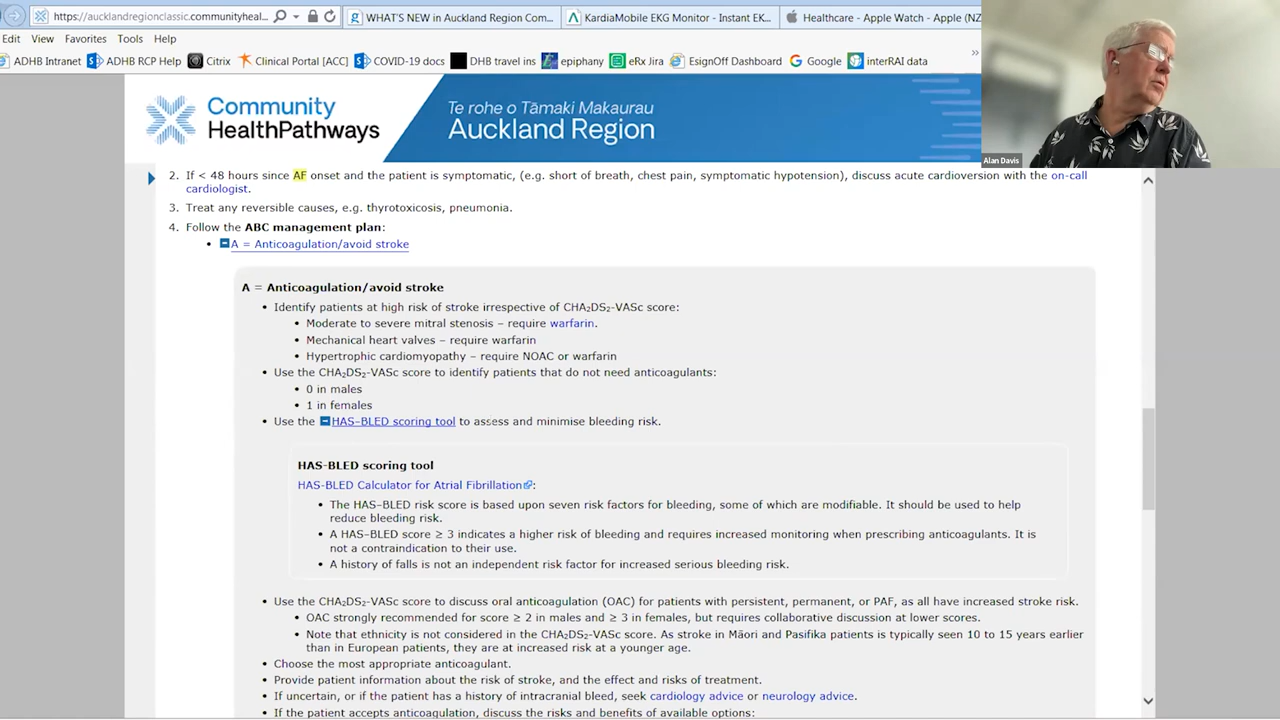 https://aucklandregionclassic.communityheal...
WHAT'S NEW in Auckland Region Com...
KardiaMobile EKG Monitor - Instant EK...
Healthcare - Apple Watch - Apple (NZ
Edit View Favorites Tools Help
ADHB Intranet ADHB RCP Help Citrix Clinical Portal [ACC] COVID-19 docs DHB travel ins epiphany eRx Jira EsignOff Dashboard Google interRAI data »
Alan Davis
Community
HealthPathways
Te rohe o Tāmaki Makaurau
Auckland Region
2. If < 48 hours since AF onset and the patient is symptomatic, (e.g. short of breath, chest pain, symptomatic hypotension), discuss acute cardioversion with the on-call
cardiologist.
3. Treat any reversible causes, e.g. thyrotoxicosis, pneumonia.
4. Follow the ABC management plan:
• A = Anticoagulation/avoid stroke
A = Anticoagulation/avoid stroke
• Identify patients at high risk of stroke irrespective of CHA₂DS₂-VASc score:
• Moderate to severe mitral stenosis – require warfarin.
• Mechanical heart valves – require warfarin
• Hypertrophic cardiomyopathy – require NOAC or warfarin
• Use the CHA₂DS₂-VASc score to identify patients that do not need anticoagulants:
• 0 in males
• 1 in females
• Use the HAS-BLED scoring tool to assess and minimise bleeding risk.
HAS-BLED scoring tool
HAS-BLED Calculator for Atrial Fibrillation:
• The HAS-BLED risk score is based upon seven risk factors for bleeding, some of which are modifiable. It should be used to help
reduce bleeding risk.
• A HAS-BLED score ≥ 3 indicates a higher risk of bleeding and requires increased monitoring when prescribing anticoagulants. It is
not a contraindication to their use.
• A history of falls is not an independent risk factor for increased serious bleeding risk.
• Use the CHA₂DS₂-VASc score to discuss oral anticoagulation (OAC) for patients with persistent, permanent, or PAF, as all have increased stroke risk.
• OAC strongly recommended for score ≥ 2 in males and ≥ 3 in females, but requires collaborative discussion at lower scores.
• Note that ethnicity is not considered in the CHA₂DS₂-VASc score. As stroke in Māori and Pasifika patients is typically seen 10 to 15 years earlier
than in European patients, they are at increased risk at a younger age.
• Choose the most appropriate anticoagulant.
• Provide patient information about the risk of stroke, and the effect and risks of treatment.
• If uncertain, or if the patient has a history of intracranial bleed, seek cardiology advice or neurology advice.
• If the patient accepts anticoagulation, discuss the risks and benefits of available options: